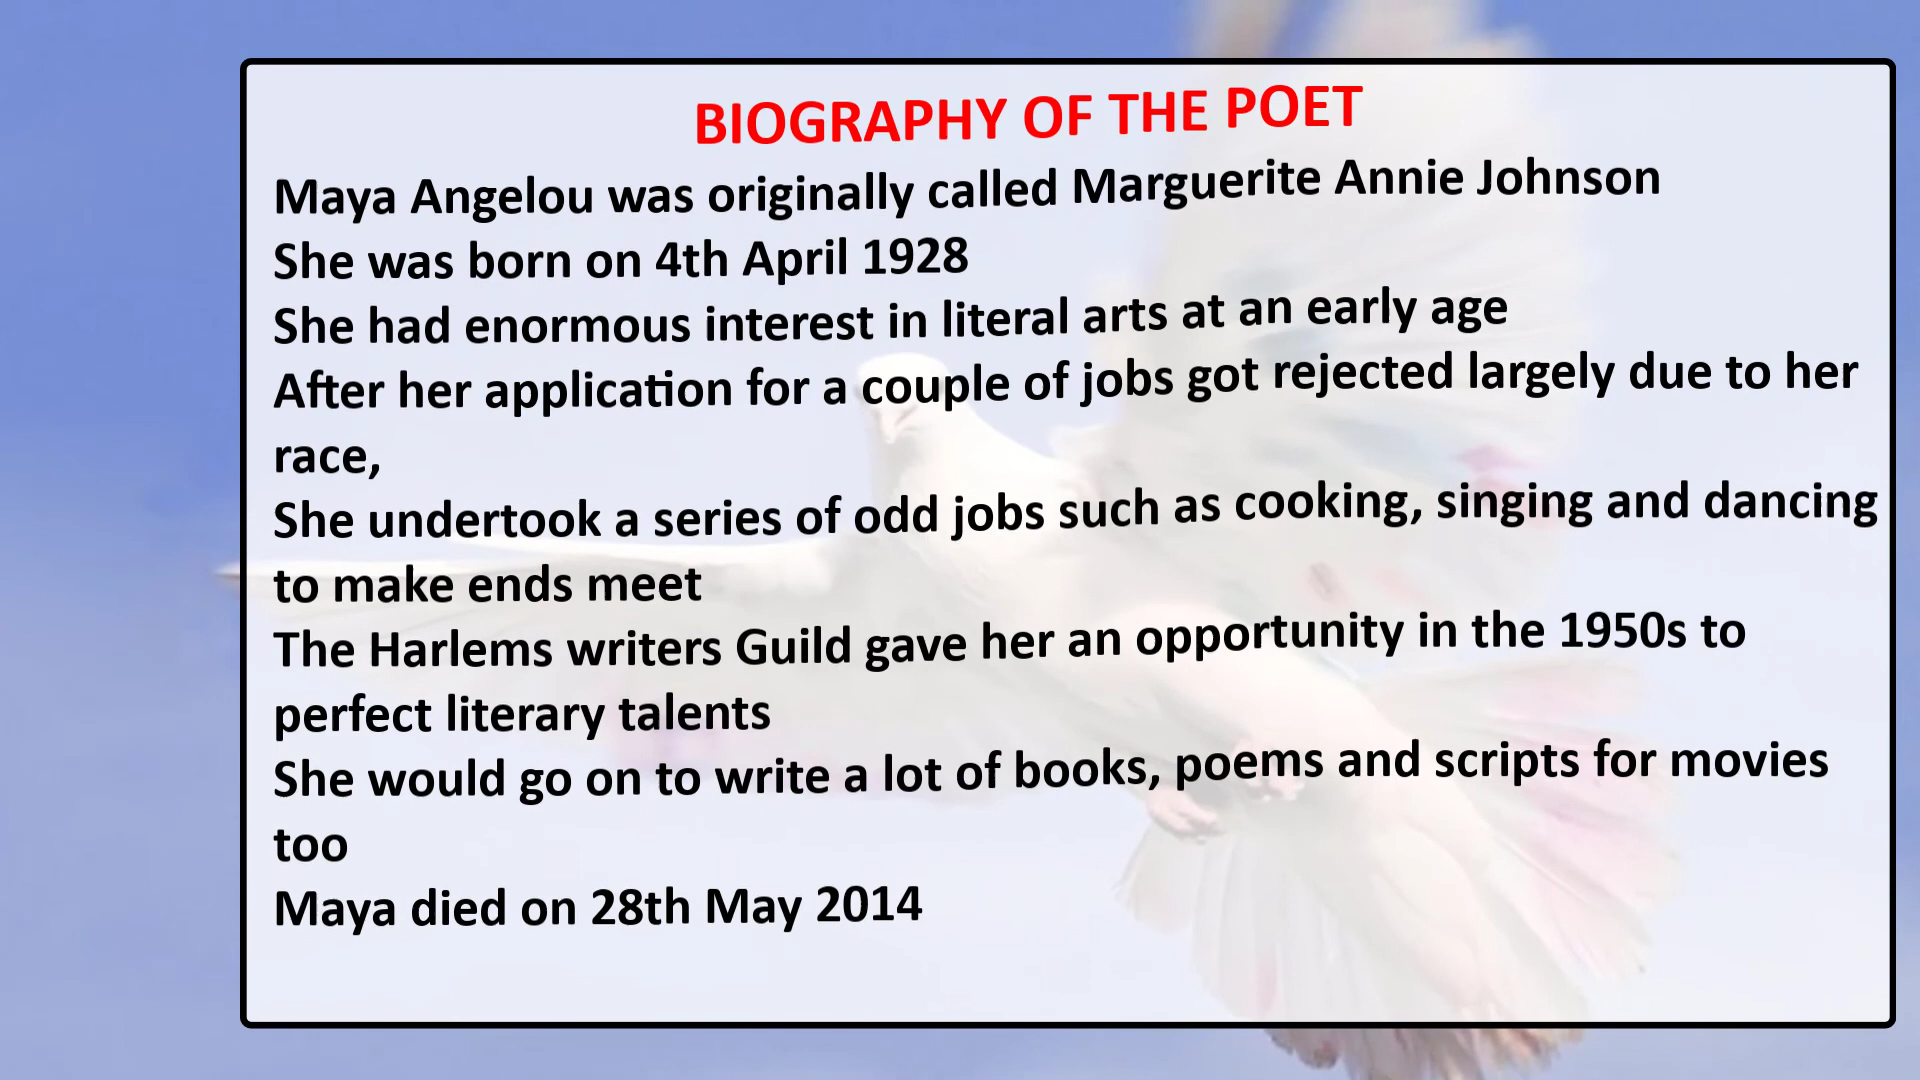 BIOGRAPHY OF THE POET
Maya Angelou was originally called Marguerite Annie Johnson
She was born on 4th April 1928
She had enormous interest in literal arts at an early age
After her application for a couple of jobs got rejected largely due to her
race,
She undertook a series of odd jobs such as cooking, singing and dancing
to make ends meet
The Harlems writers Guild gave her an opportunity in the 1950s to
perfect literary talents
She would go on to write a lot of books, poems and scripts for movies
too
Maya died on 28th May 2014